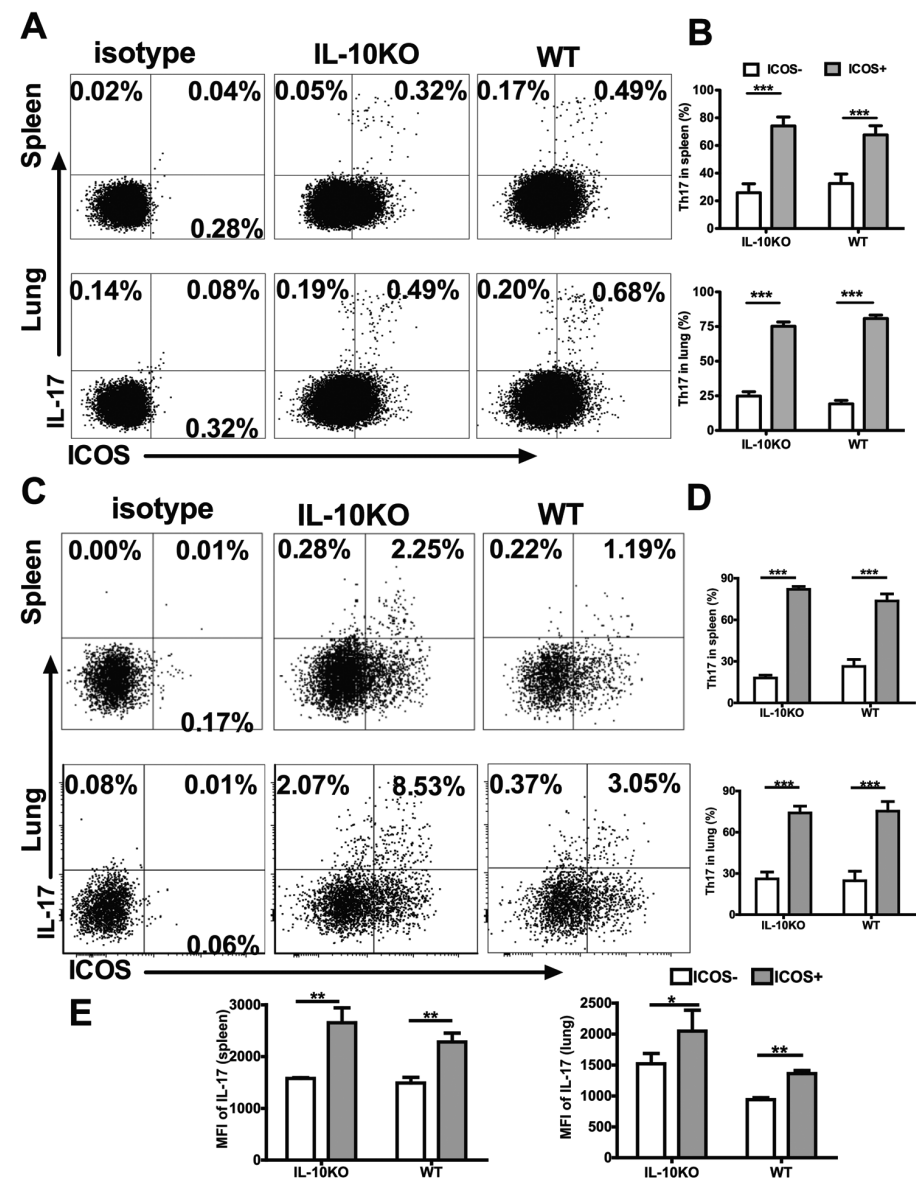 A
B
isotype IL-10KO WT
ICOS- ICOS+
Spleen
0.02% 0.04% 0.05% 0.32% 0.17% 0.49%
0.28%
Th17 in spleen (%)
100
80
60
40
20
0
*** ***
IL-10KO WT
Lung
0.14% 0.08% 0.19% 0.49% 0.20% 0.68%
0.32%
IL-17
ICOS
Th17 in lung (%)
100
75
50
25
0
*** ***
IL-10KO WT
C
D
isotype IL-10KO WT
Spleen
0.00% 0.01% 0.28% 2.25% 0.22% 1.19%
0.17%
Th17 in spleen (%)
90
60
30
0
*** ***
IL-10KO WT
Lung
0.08% 0.01% 2.07% 8.53% 0.37% 3.05%
0.06%
IL-17
ICOS
Th17 in lung (%)
90
60
30
0
*** ***
IL-10KO WT
ICOS- ICOS+
E
MFI of IL-17 (spleen)
3000
2000
1000
0
** **
IL-10KO WT
MFI of IL-17 (lung)
2500
2000
1500
1000
500
0
* **
IL-10KO WT